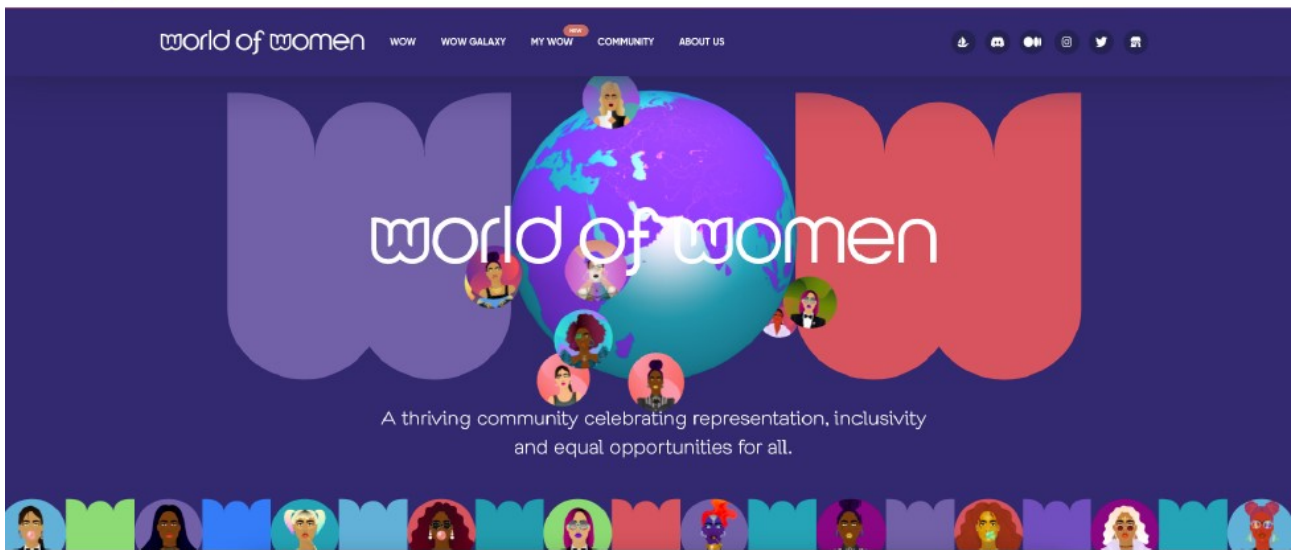 world of women
WOW
WOW GALAXY
MY WOW
NEW
COMMUNITY
ABOUT US
world of women
A thriving community celebrating representation, inclusivity
and equal opportunities for all.